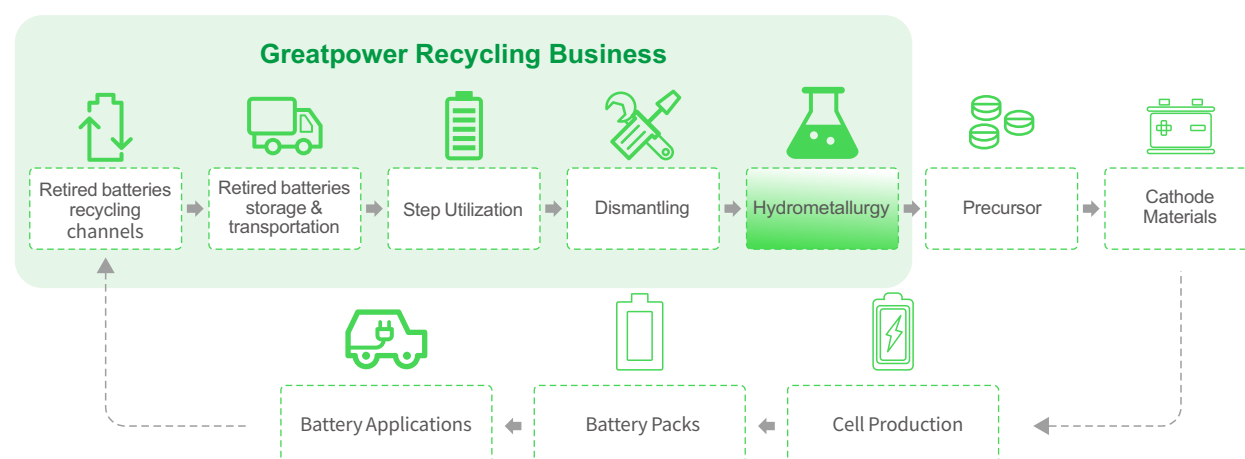 Greatpower Recycling Business
Retired batteries
recycling
channels
Retired batteries
storage &
transportation
Step Utilization
Dismantling
Hydrometallurgy
Precursor
Cathode
Materials
Battery Applications
Battery Packs
Cell Production